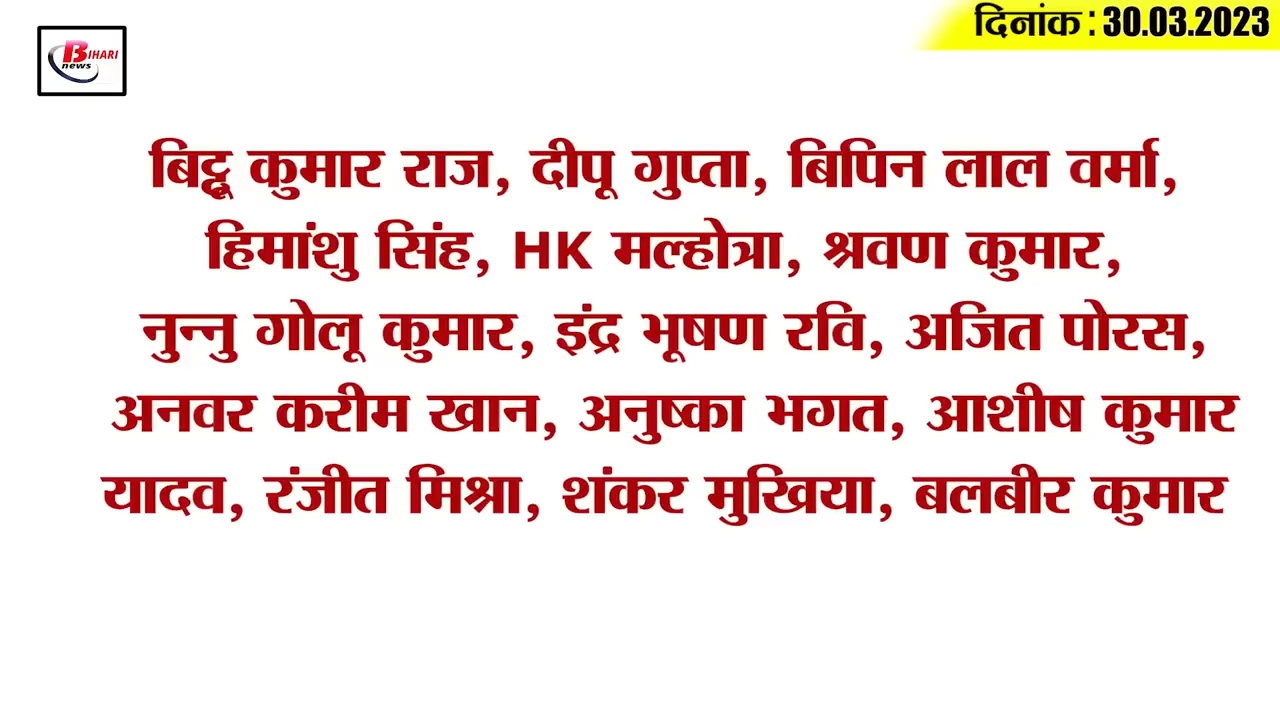 BIHARI
news
दिनांक : 30.03.2023
बिट्टू कुमार राज, दीपू गुप्ता, बिपिन लाल वर्मा,
हिमांशु सिंह, HK मल्होत्रा, श्रवण कुमार,
नुन्नु गोलू कुमार, इंद्र भूषण रवि, अजित पोरस,
अनवर करीम खान, अनुष्का भगत, आशीष कुमार
यादव, रंजीत मिश्रा, शंकर मुखिया, बलबीर कुमार